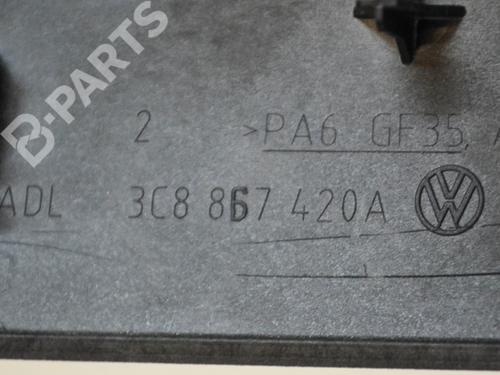 B-PARTS
2 >PA6 GF35,
ADL 3C8 867 420A